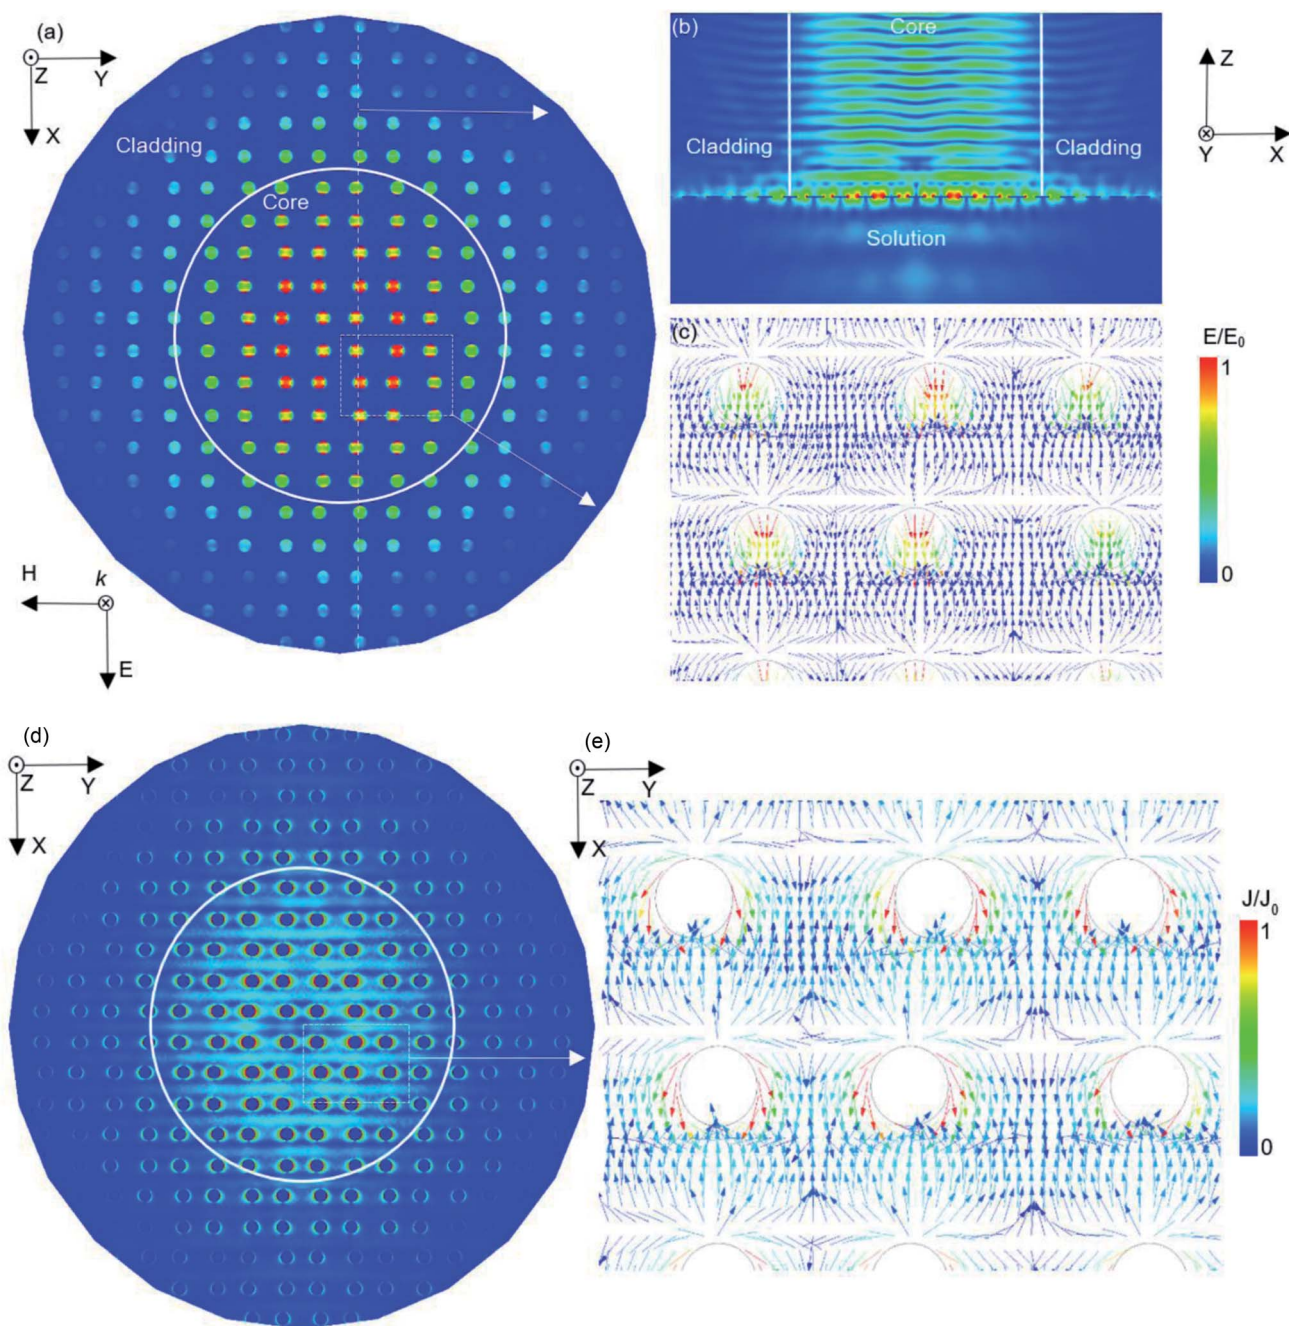 (a)
Z
Y
X
Cladding
Core
H
k
E
(b)
Core
Cladding
Cladding
Solution
Z
Y
X
(c)
E/E₀
1
0
(d)
Z
Y
X
(e)
Z
Y
X
J/J₀
1
0